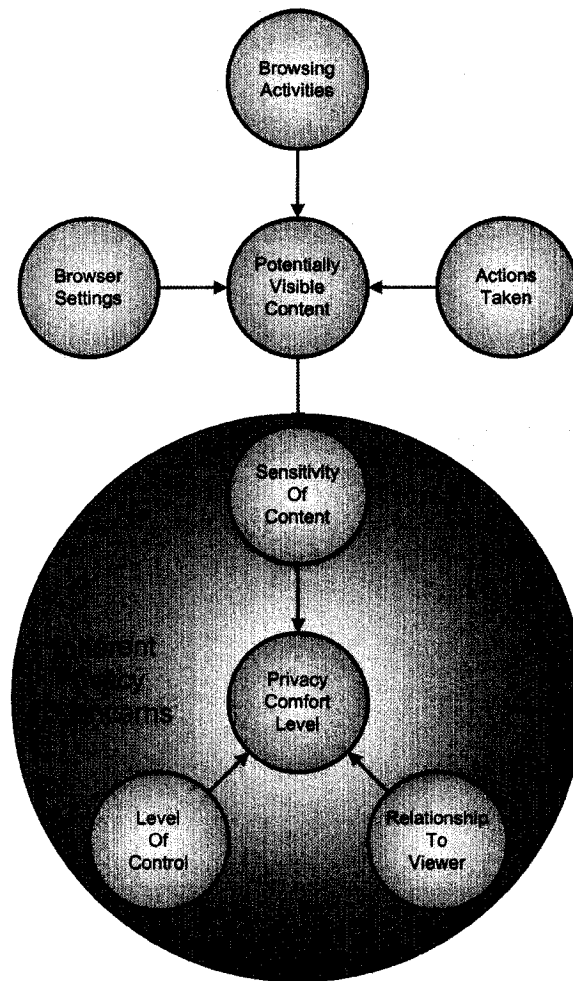 Browsing
Activities
Browser
Settings
Potentially
Visible
Content
Actions
Taken
Sensitivity
Of
Content
Privacy
Comfort
Level
Level
Of
Control
Relationship
To
Viewer